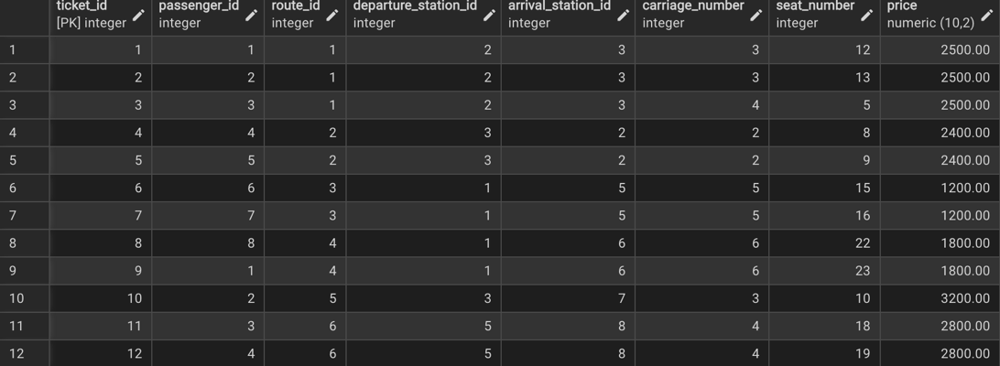 ticket_id passenger_id route_id departure_station_id arrival_station_id carriage_number seat_number price
[PK] integer integer integer integer integer integer integer numeric (10,2)
1 1 1 1 2 3 3 12 2500.00
2 2 2 1 2 3 3 13 2500.00
3 3 3 1 2 3 4 5 2500.00
4 4 4 2 3 2 2 8 2400.00
5 5 5 2 3 2 2 9 2400.00
6 6 6 3 1 5 5 15 1200.00
7 7 7 3 1 5 5 16 1200.00
8 8 8 4 1 6 6 22 1800.00
9 9 1 4 1 6 6 23 1800.00
10 10 2 5 3 7 3 10 3200.00
11 11 3 6 5 8 4 18 2800.00
12 12 4 6 5 8 4 19 2800.00